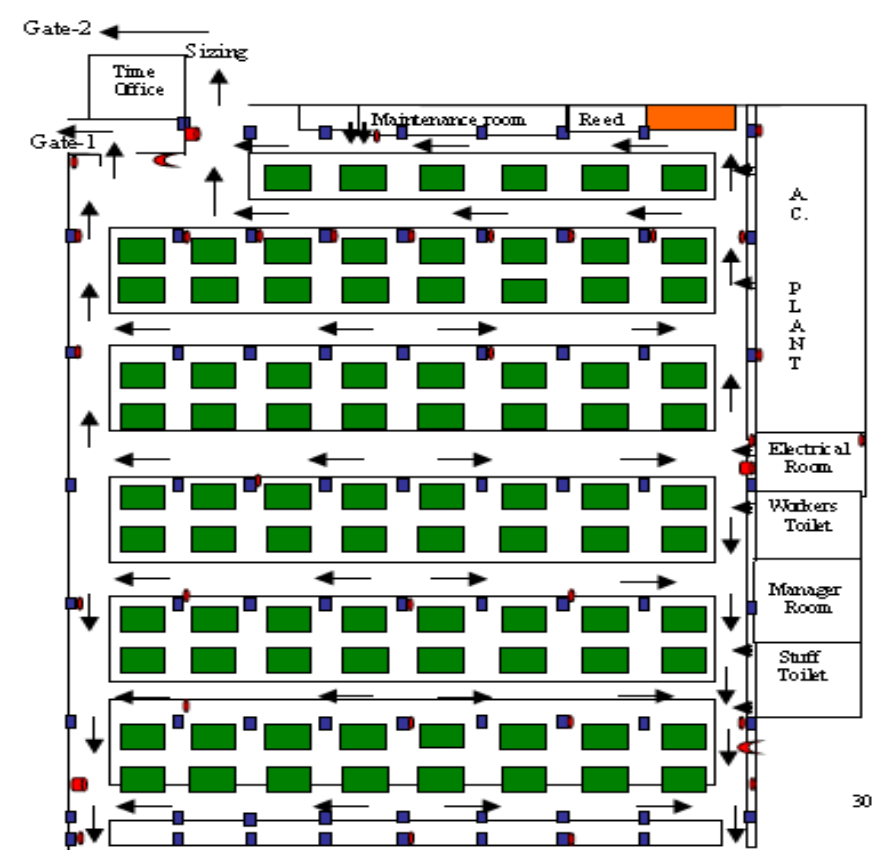 Gate-2
Sizing
Time
Office
Maintenance room
Reed
Gate-1
A.
C.
P
L
A
N
T
Electrical
Room
Workers
Toilet
Manager
Room
Stuff
Toilet
30